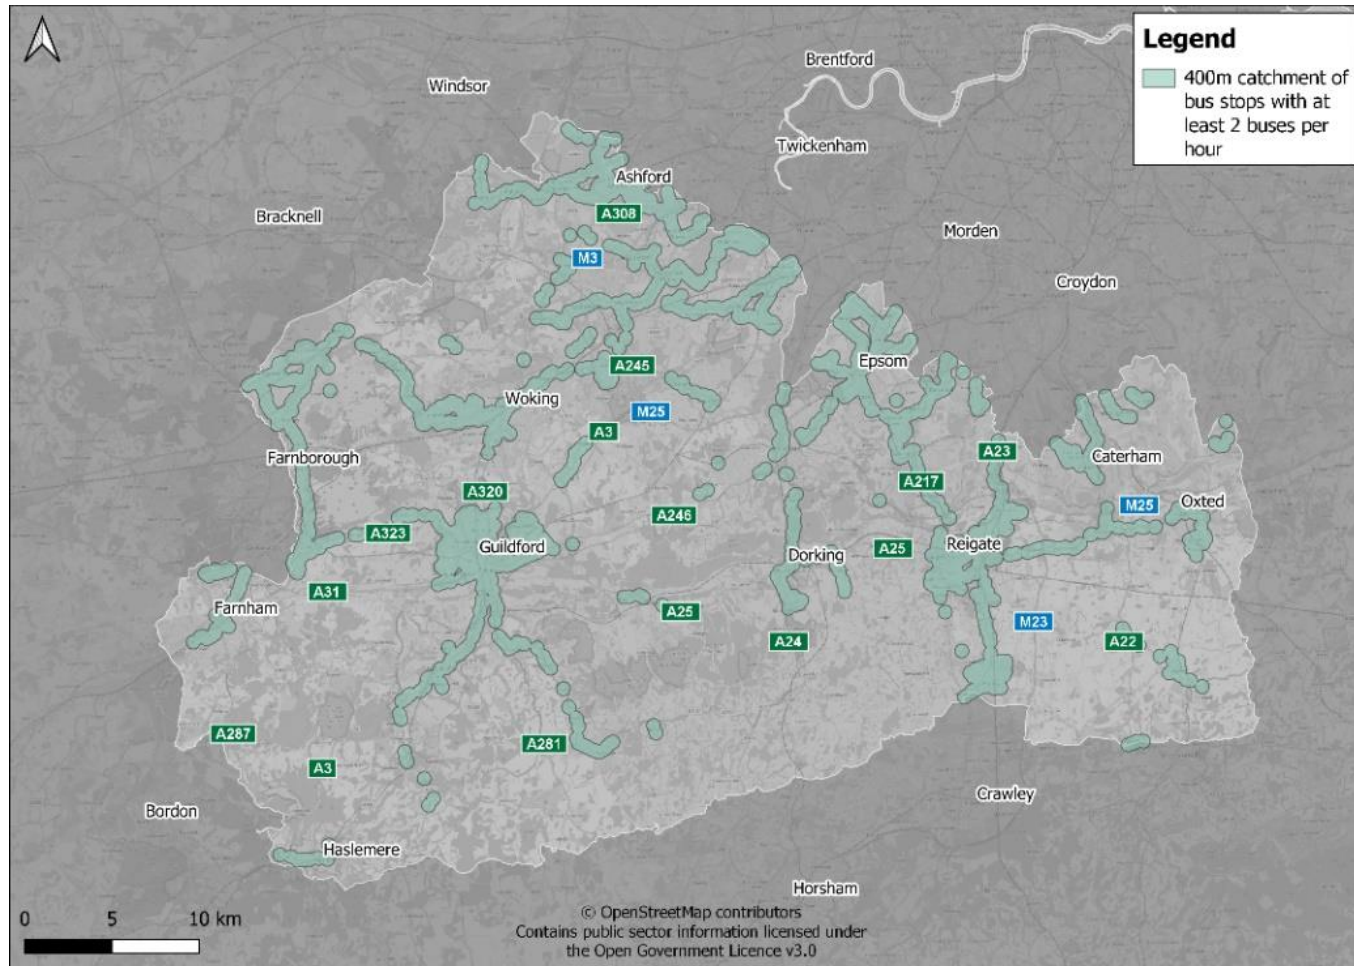 Legend
400m catchment of
bus stops with at
least 2 buses per
hour
Brentford
Windsor
Twickenham
Ashford
A308
Bracknell
Morden
M3
Croydon
Epsom
A245
Woking
M25
A3
Farnborough
A23
Caterham
A217
A320
M25
Oxted
A246
A323
Guildford
Dorking
A25
Reigate
A31
Farnham
A25
M23
A24
A22
A287
A281
A3
Crawley
Bordon
Haslemere
Horsham
0 5 10 km
© OpenStreetMap contributors
Contains public sector information licensed under
the Open Government Licence v3.0